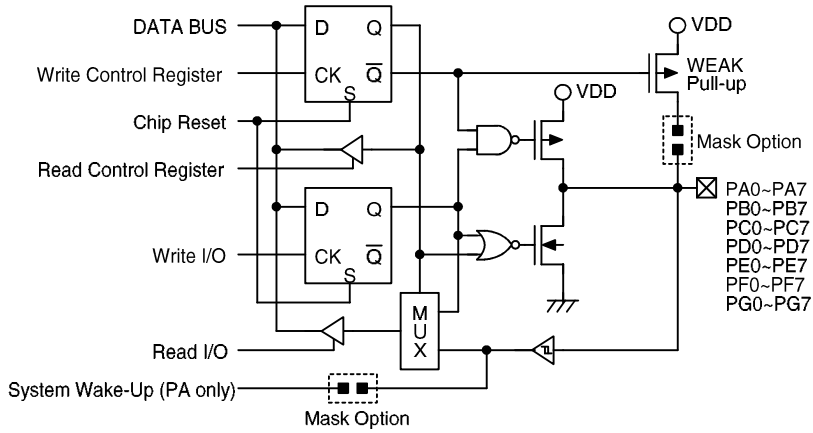 DATA BUS
D
Q
VDD
Write Control Register
CK
Q
WEAK
Pull-up
S
VDD
Chip Reset
Mask Option
Read Control Register
PA0~PA7
PB0~PB7
PC0~PC7
PD0~PD7
PE0~PE7
PF0~PF7
PG0~PG7
D
Q
Write I/O
CK
Q
S
MUX
Read I/O
System Wake-Up (PA only)
Mask Option